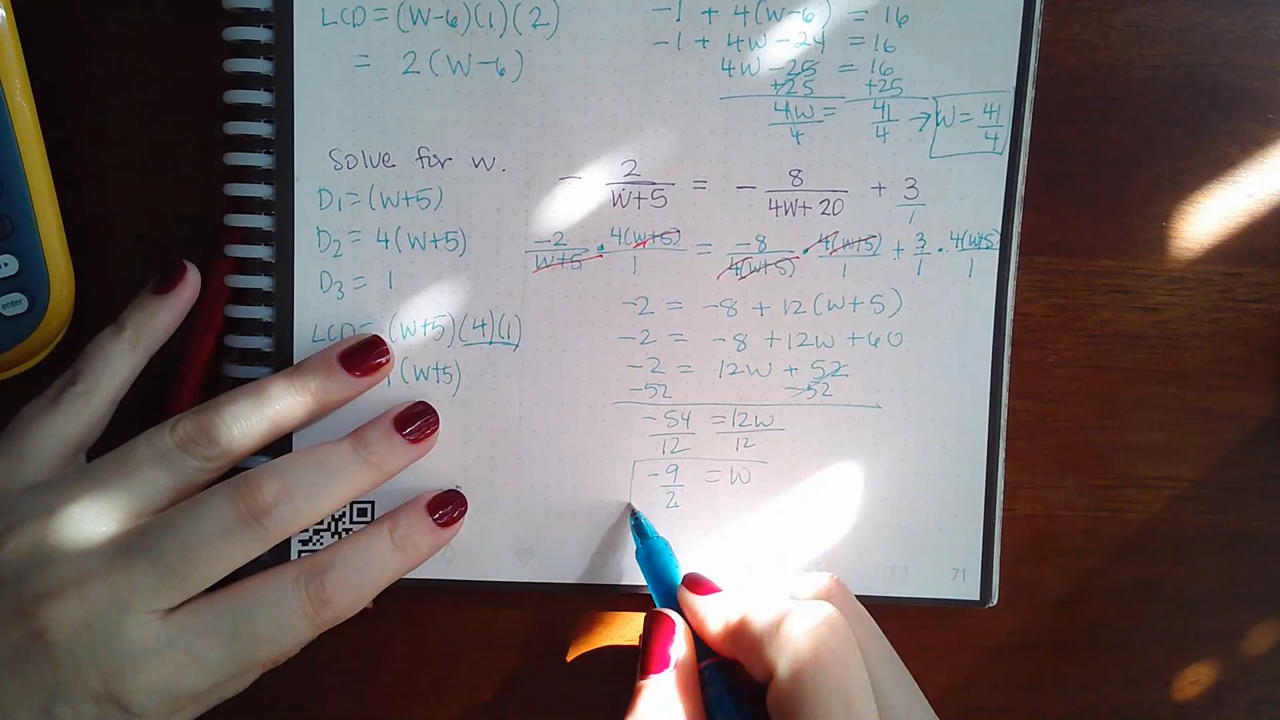 LCD = (W-6)(1)(2)
= 2(W-6)
-1 + 4(W-6) = 16
-1 + 4W - 24 = 16
4W - 25 = 16
+25 +25
4W/4 = 41/4 → W = 41/4
Solve for w.
- 2/(W+5) = - 8/(4W+20) + 3/1
D1 = (W+5)
D2 = 4(W+5)
D3 = 1
LCD = (W+5)(4)(1)
(W+5)
-2/(W+5) · 4(W+5)/1 = -8/(4(W+5)) · 4(W+5)/1 + 3/1 · 4(W+5)/1
-2 = -8 + 12(W+5)
-2 = -8 + 12W + 60
-2 = 12W + 52
-52 -52
-54/12 = 12W/12
-9/2 = W
71
enter